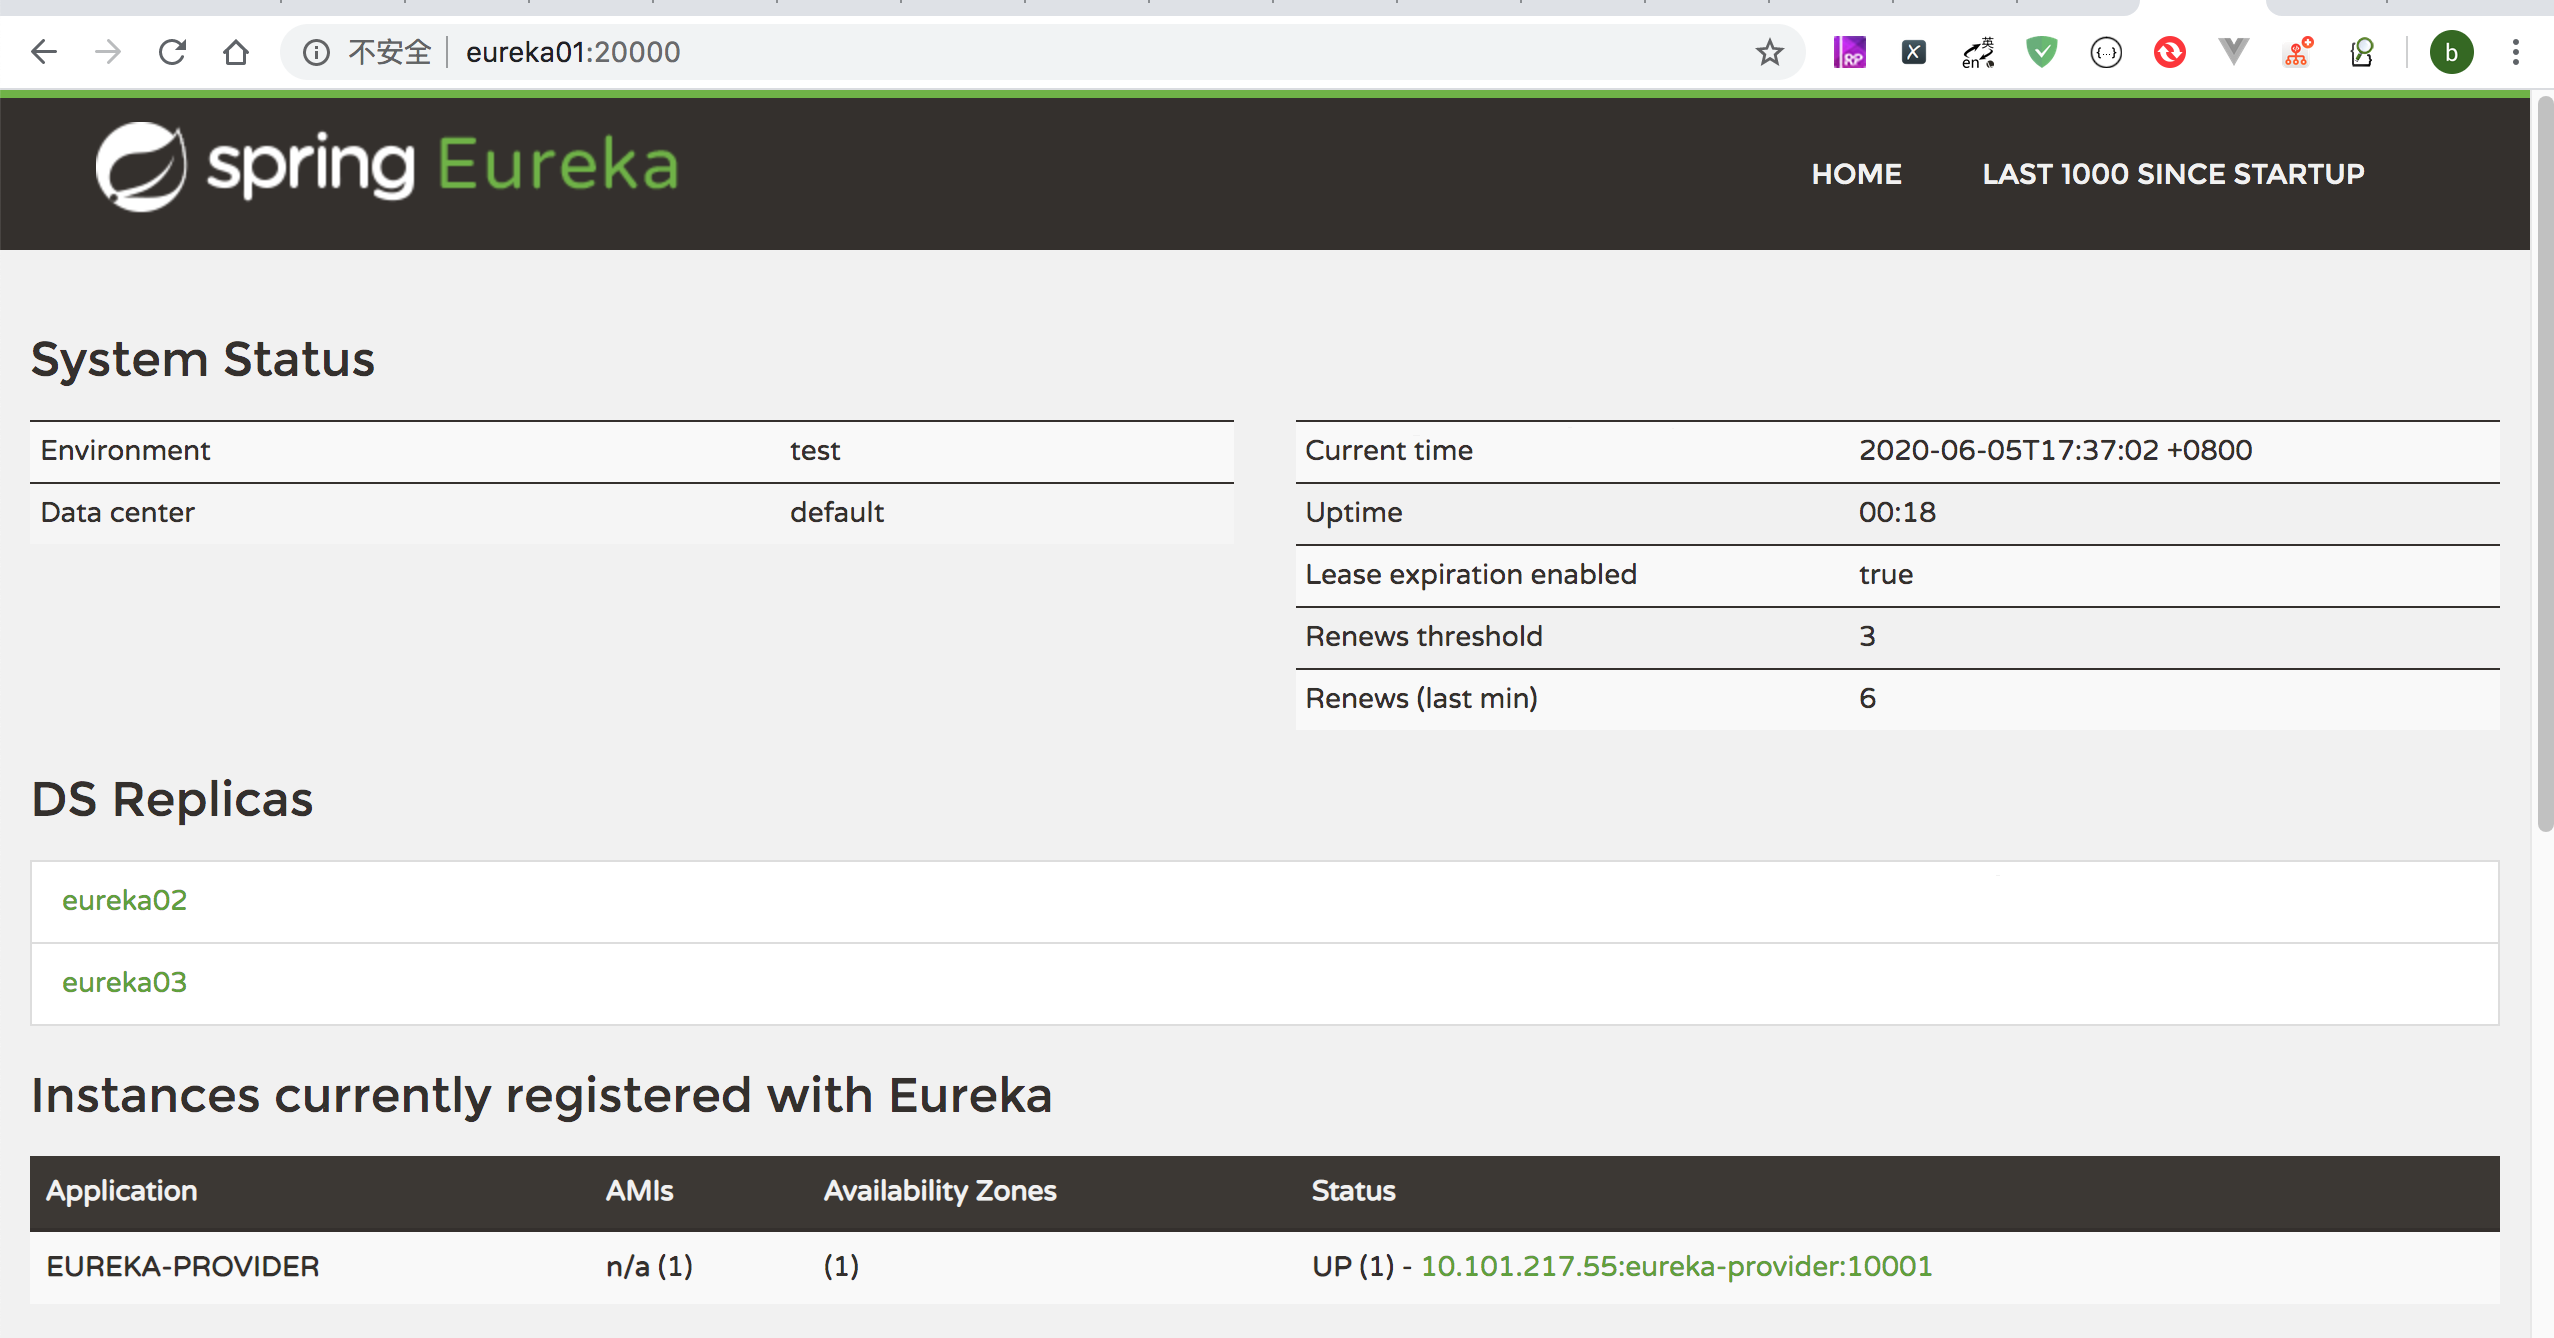 不安全 eureka01:20000
RP X 英 en {...} b
spring Eureka
HOME LAST 1000 SINCE STARTUP
System Status
Environment test
Data center default
Current time 2020-06-05T17:37:02 +0800
Uptime 00:18
Lease expiration enabled true
Renews threshold 3
Renews (last min) 6
DS Replicas
eureka02
eureka03
Instances currently registered with Eureka
Application AMIs Availability Zones Status
EUREKA-PROVIDER n/a (1) (1) UP (1) - 10.101.217.55:eureka-provider:10001